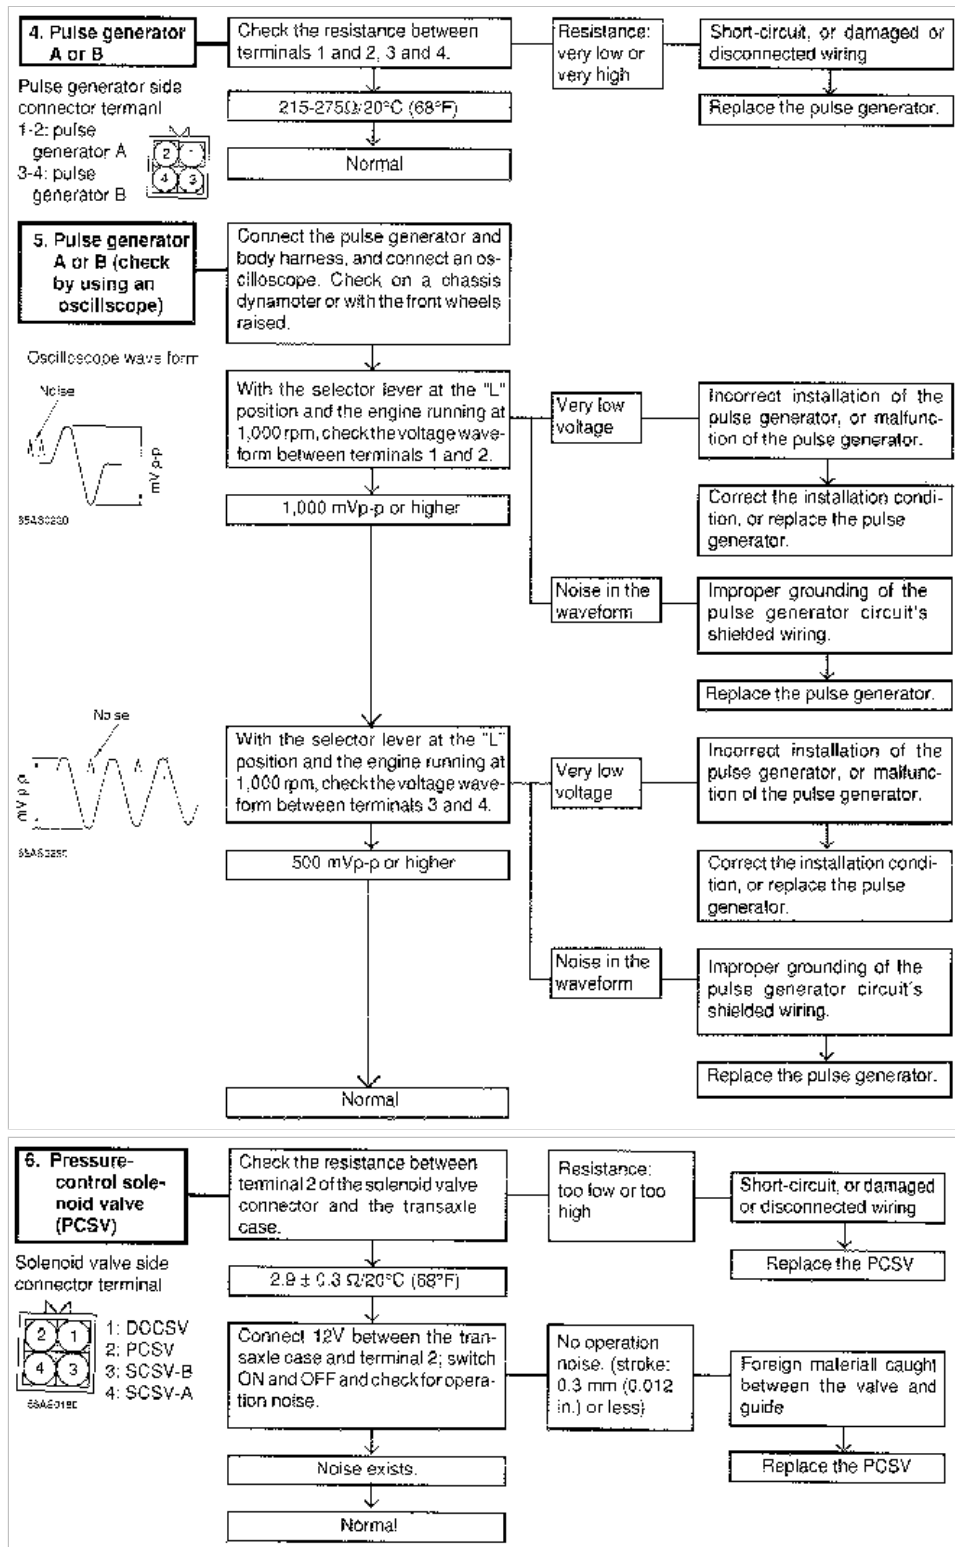 4. Pulse generator
A or B
Check the resistance between
terminals 1 and 2, 3 and 4.
Resistance:
very low or
very high
Short-circuit, or damaged or
disconnected wiring
Replace the pulse generator.
215-275Ω/20°C (68°F)
Normal
Pulse generator side
connector termanl
1-2: pulse
generator A
3-4: pulse
generator B
2 1
4 3
5. Pulse generator
A or B (check
by using an
oscillscope)
Connect the pulse generator and
body harness, and connect an os-
cilloscope. Check on a chassis
dynamoter or with the front wheels
raised.
Oscilloscope wave form
Noise
mV p-p
With the selector lever at the "L"
position and the engine running at
1,000 rpm, check the voltage wave-
form between terminals 1 and 2.
Very low
voltage
Incorrect installation of the
pulse generator, or malfunc-
tion of the pulse generator.
1,000 mVp-p or higher
Correct the installation condi-
tion, or replace the pulse
generator.
Noise in the
waveform
Improper grounding of the
pulse generator circuit's
shielded wiring.
Replace the pulse generator.
Noise
mV p-p
With the selector lever at the "L"
position and the engine running at
1,000 rpm, check the voltage wave-
form between terminals 3 and 4.
Very low
voltage
Incorrect installation of the
pulse generator, or malfunc-
tion of the pulse generator.
500 mVp-p or higher
Correct the installation condi-
tion, or replace the pulse
generator.
Noise in the
waveform
Improper grounding of the
pulse generator circuit's
shielded wiring.
Replace the pulse generator.
Normal
6. Pressure-
control sole-
noid valve
(PCSV)
Check the resistance between
terminal 2 of the solenoid valve
connector and the transaxle
case.
Resistance:
too low or too
high
Short-circuit, or damaged
or disconnected wiring
Replace the PCSV
2.9 ± 0.3 Ω/20°C (68°F)
Solenoid valve side
connector terminal
2 1
4 3
1: DCCSV
2: PCSV
3: SCSV-B
4: SCSV-A
Connect 12V between the tran-
saxle case and terminal 2; switch
ON and OFF and check for opera-
tion noise.
No operation
noise. (stroke:
0.3 mm (0.012
in.) or less)
Foreign materiall caught
between the valve and
guide
Replace the PCSV
Noise exists.
Normal